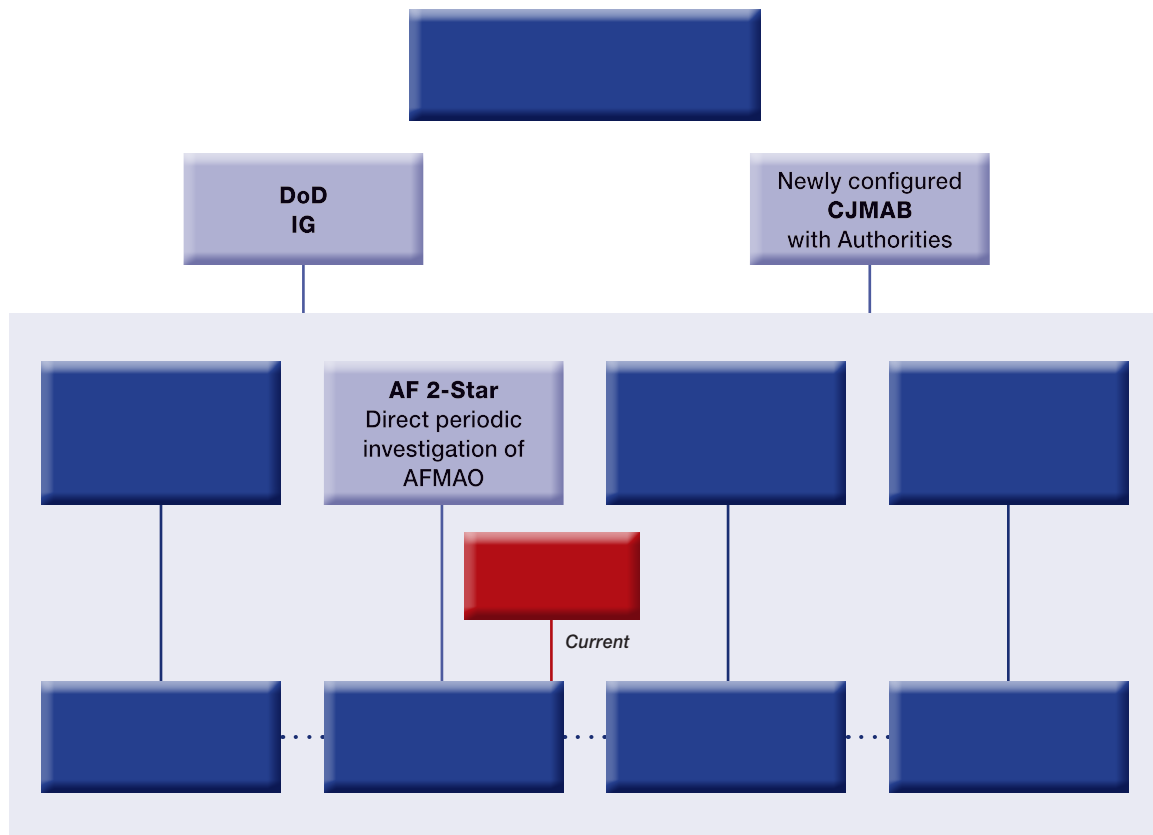 DoD
IG
Newly configured
CJMAB
with Authorities
AF 2-Star
Direct periodic
investigation of
AFMAO
Current